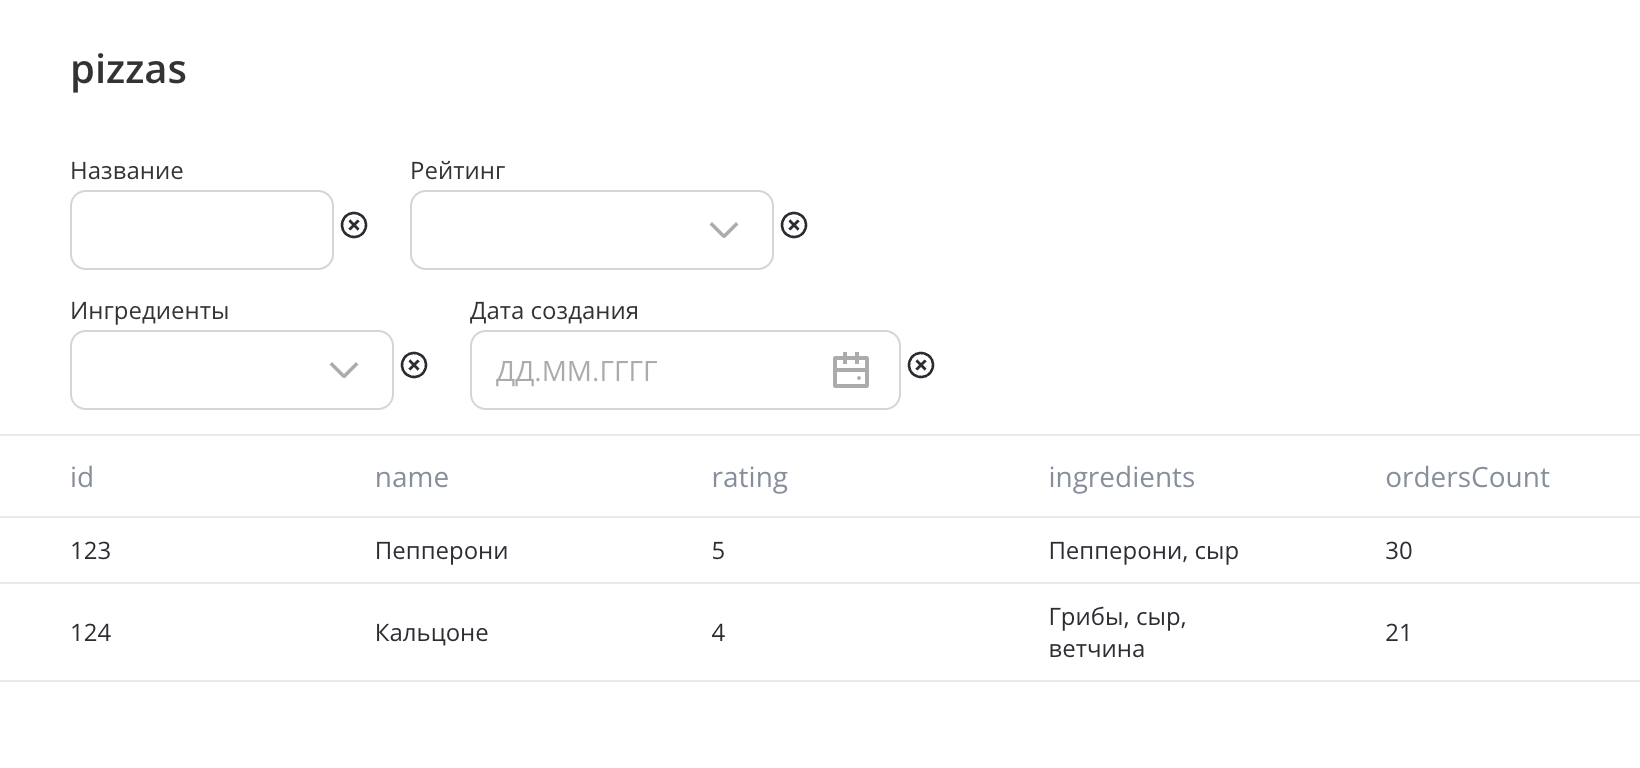 pizzas
Название Рейтинг
Ингредиенты Дата создания
ДД.ММ.ГГГГ
id name rating ingredients ordersCount
123 Пепперони 5 Пепперони, сыр 30
124 Кальцоне 4 Грибы, сыр, ветчина 21